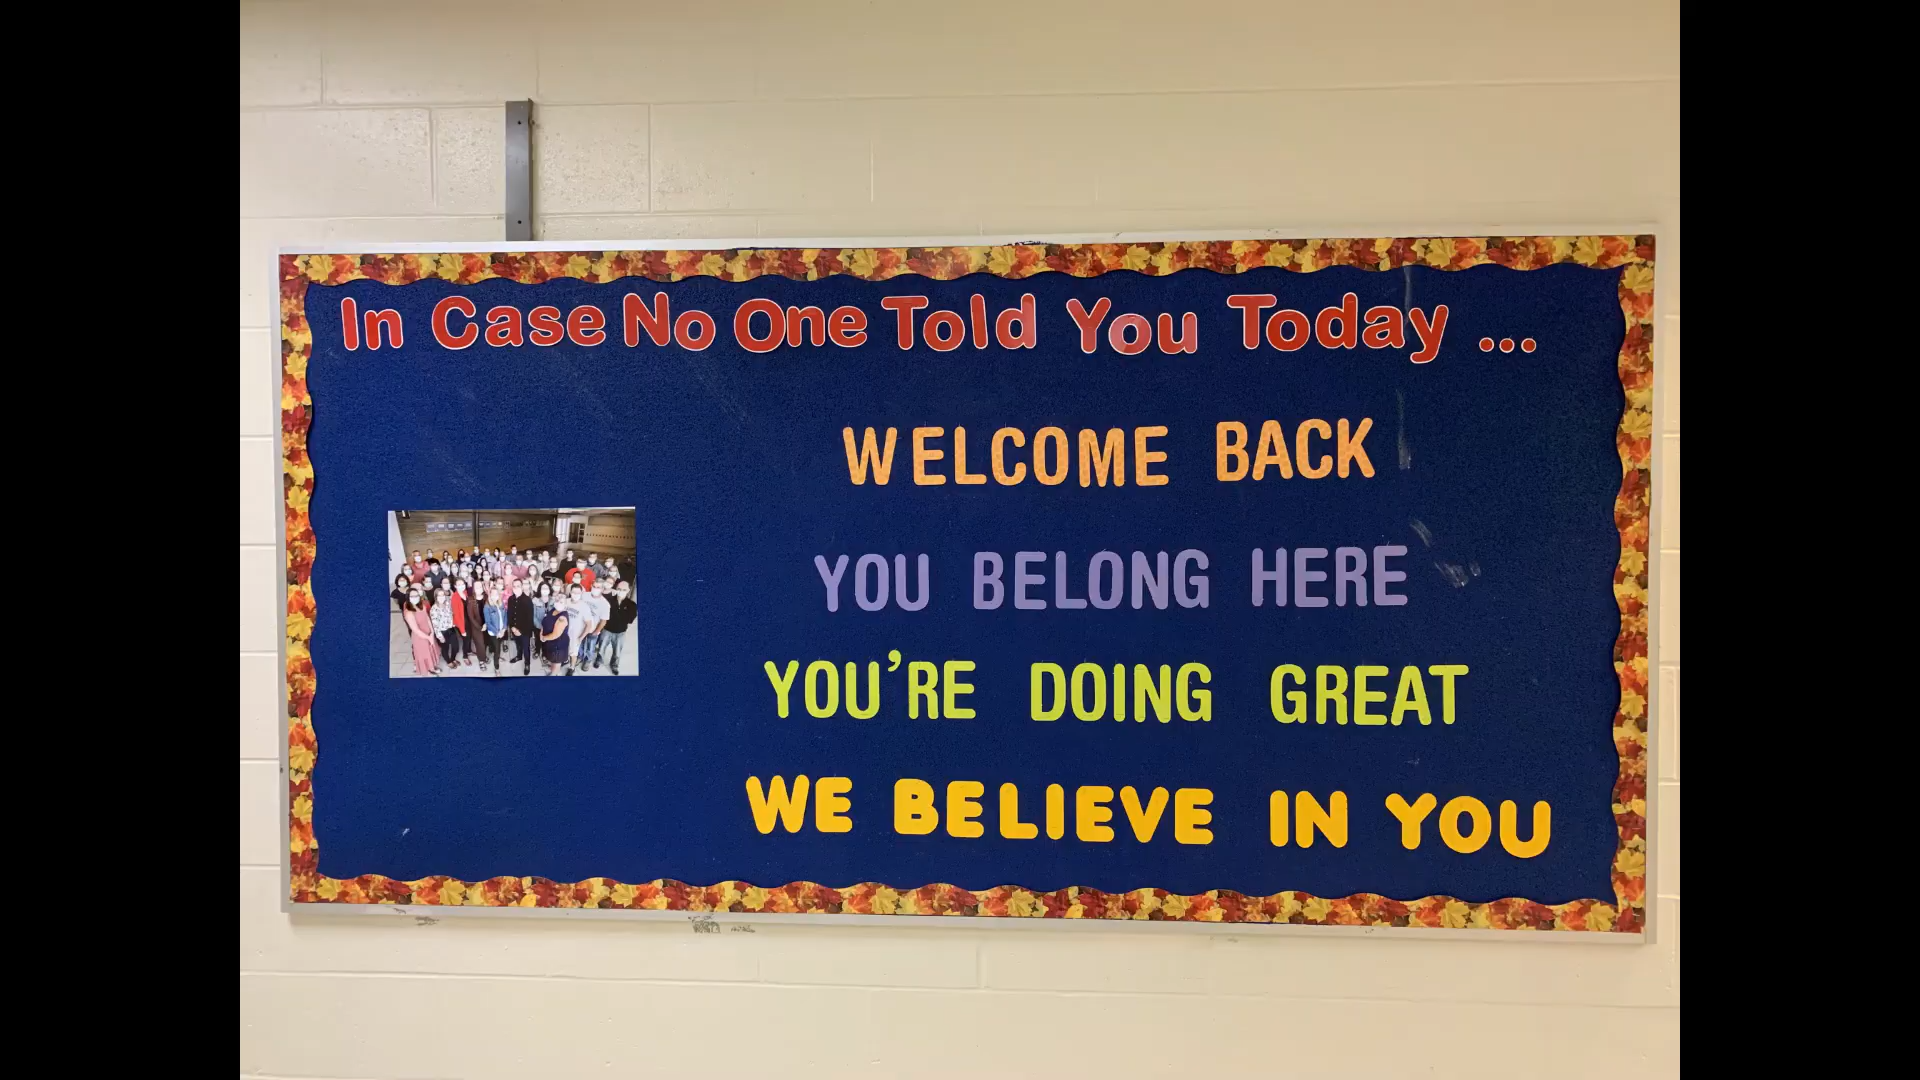 In Case No One Told You Today ...
WELCOME BACK
YOU BELONG HERE
YOU'RE DOING GREAT
WE BELIEVE IN YOU